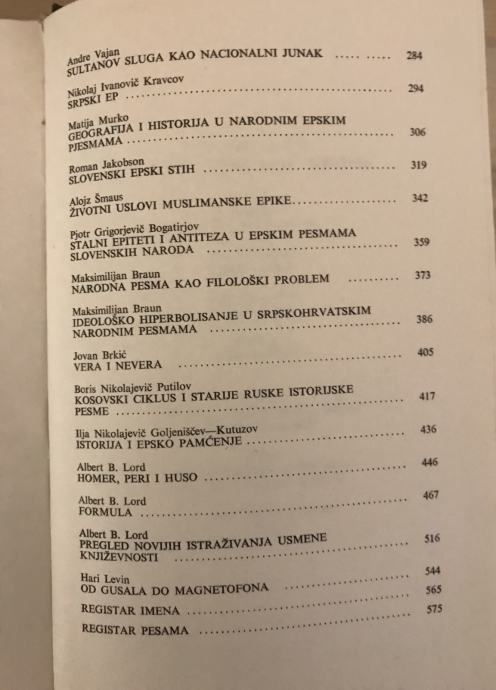 Andre Vajan
SULTANOV SLUGA KAO NACIONALNI JUNAK ..... ..... 284
Nikolaj Ivanovič Kravcov
SRPSKI EP ........................................ 294
Matija Murko
GEOGRAFIJA I HISTORIJA U NARODNIM EPSKIM
PJESMAMA ........................................ 306
Roman Jakobson
SLOVENSKI EPSKI STIH .............................. 319
Alojz Šmaus
ŽIVOTNI USLOVI MUSLIMANSKE EPIKE.................. 342
Pjotr Grigorjevič Bogatirjov
STALNI EPITETI I ANTITEZA U EPSKIM PESMAMA
SLOVENSKIH NARODA .............................. 359
Maksimilijan Braun
NARODNA PESMA KAO FILOLOŠKI PROBLEM .......... 373
Maksimilijan Braun
IDEOLOŠKO HIPERBOLISANJE U SRPSKOHRVATSKIM
NARODNIM PESMAMA .............................. 386
Jovan Brkić
VERA I NEVERA .............................. 405
Boris Nikolajevič Putilov
KOSOVSKI CIKLUS I STARIJE RUSKE ISTORIJSKE
PESME ........................................ 417
Ilja Nikolajevič Goljeniščev—Kutuzov
ISTORIJA I EPSKO PAMĆENJE ........................ 436
Albert B. Lord
HOMER, PERI I HUSO .............................. 446
Albert B. Lord
FORMULA ........................................ 467
Albert B. Lord
PREGLED NOVIJIH ISTRAŽIVANJA USMENE
KNJIŽEVNOSTI .............................. 516
Hari Levin
OD GUSALA DO MAGNETOFONA .................... 544
REGISTAR IMENA .............................. 565
REGISTAR PESAMA .............................. 575